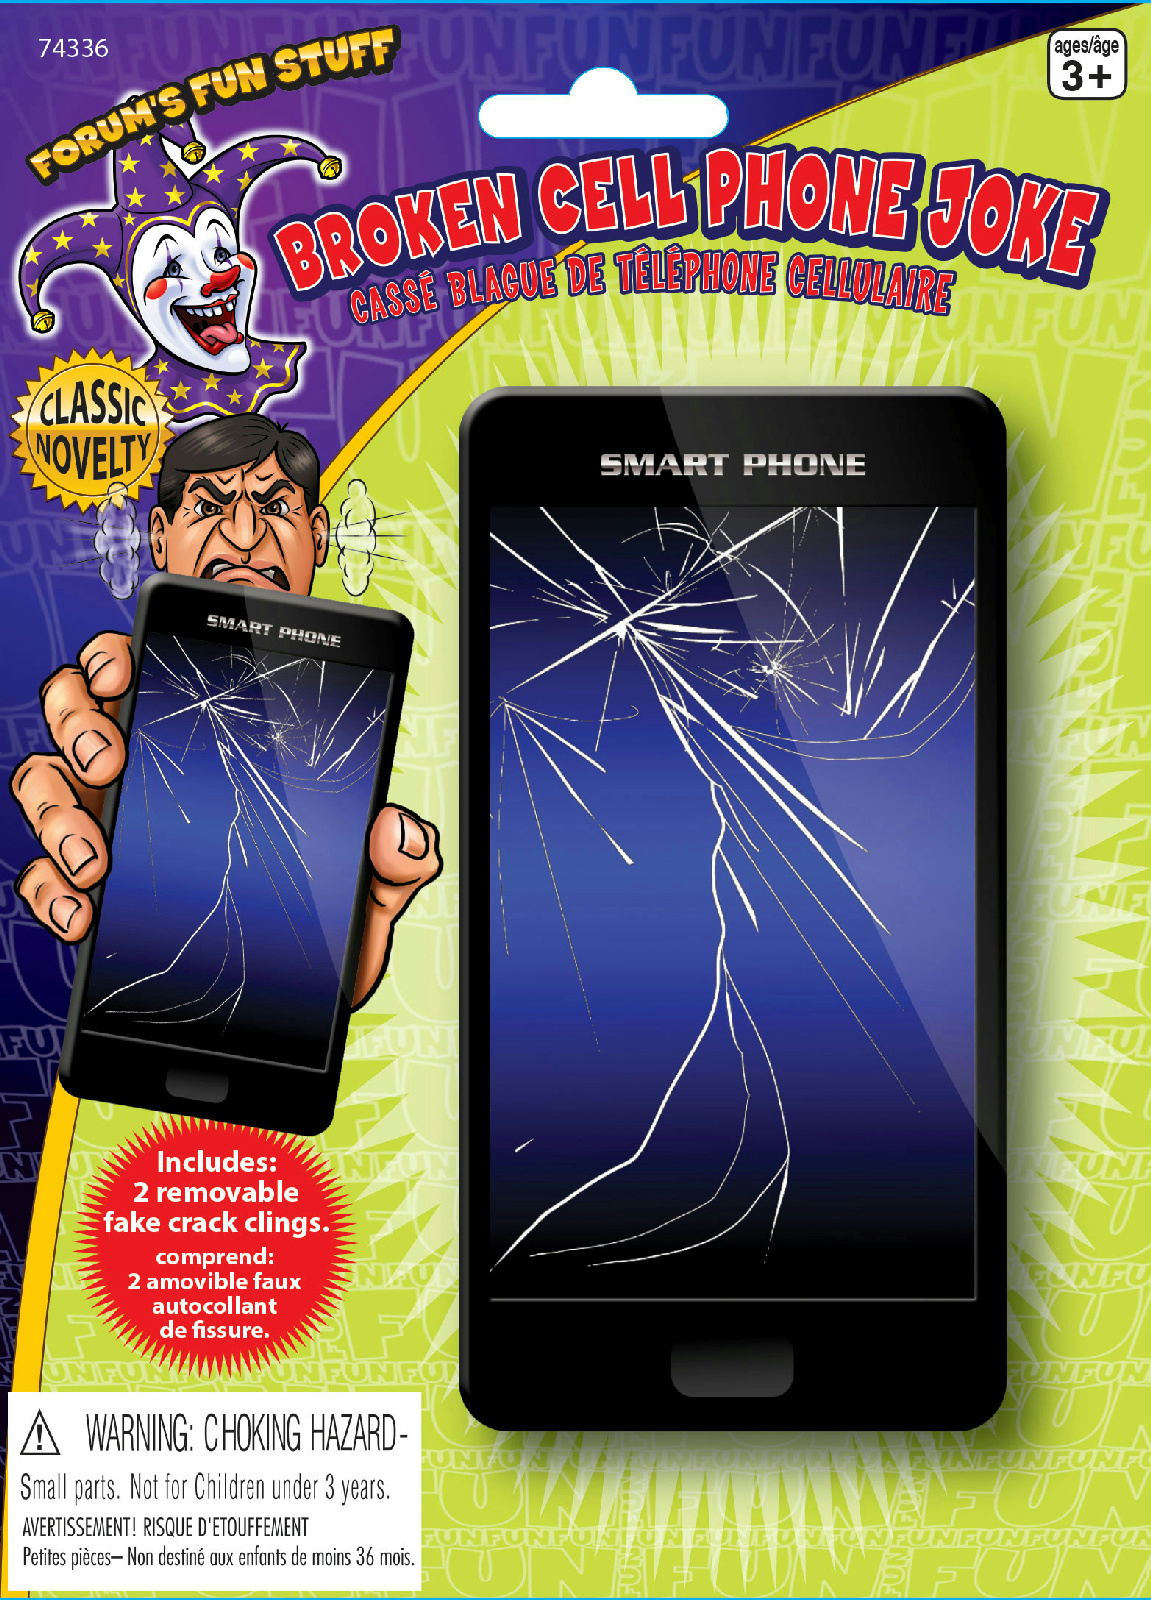 74336
FORUM'S FUN STUFF
ages/âge
3+
BROKEN CELL PHONE JOKE
CASSÉ BLAGUE DE TÉLÉPHONE CELLULAIRE
CLASSIC
NOVELTY
SMART PHONE
SMART PHONE
Includes:
2 removable
fake crack clings.
comprend:
2 amovible faux
autocollant
de fissure.
WARNING: CHOKING HAZARD-
Small parts. Not for Children under 3 years.
AVERTISSEMENT! RISQUE D'ETOUFFEMENT
Petites pièces– Non destiné aux enfants de moins 36 mois.